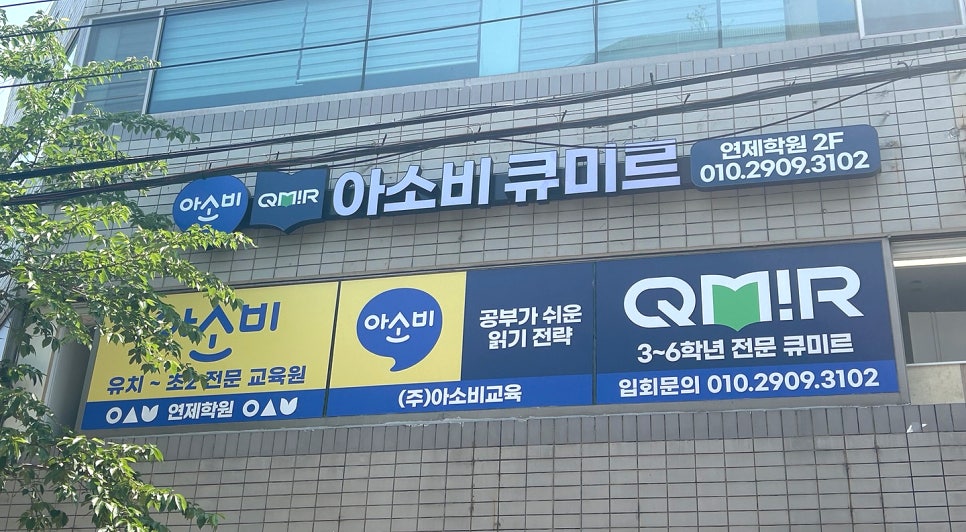 아소비
QM!R
아소비 큐미르
연제학원 2F
010.2909.3102
아소비
유치 ~ 초2 전문 교육원
연제학원
아소비
공부가 쉬운
읽기 전략
(주)아소비교육
QM!R
3~6학년 전문 큐미르
입회문의 010.2909.3102